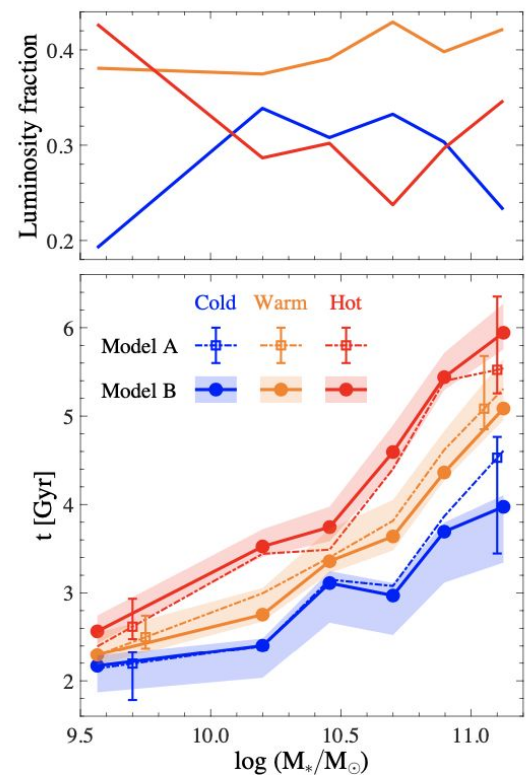 Luminosity fraction
0.4
0.3
0.2
Cold Warm Hot
Model A
Model B
t [Gyr]
6
5
4
3
2
9.5 10.0 10.5 11.0
log (M*/M⊙)